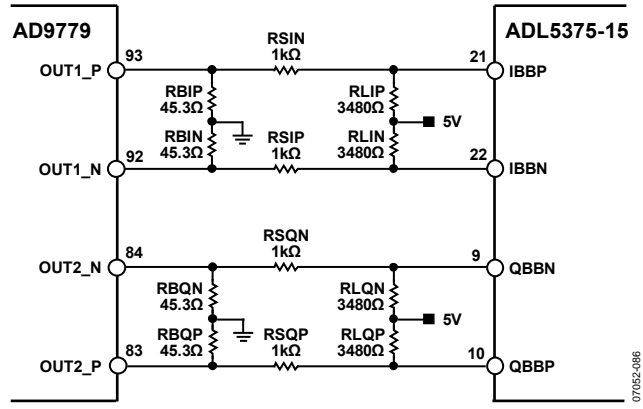 AD9779
ADL5375-15
OUT1_P
93
RSIN
1kΩ
21
IBBP
RBIP
45.3Ω
RLIP
3480Ω
5V
RBIN
45.3Ω
RSIP
1kΩ
RLIN
3480Ω
OUT1_N
92
22
IBBN
OUT2_N
84
RSQN
1kΩ
9
QBBN
RBQN
45.3Ω
RLQN
3480Ω
5V
RBQP
45.3Ω
RSQP
1kΩ
RLQP
3480Ω
OUT2_P
83
10
QBBP
07052-086